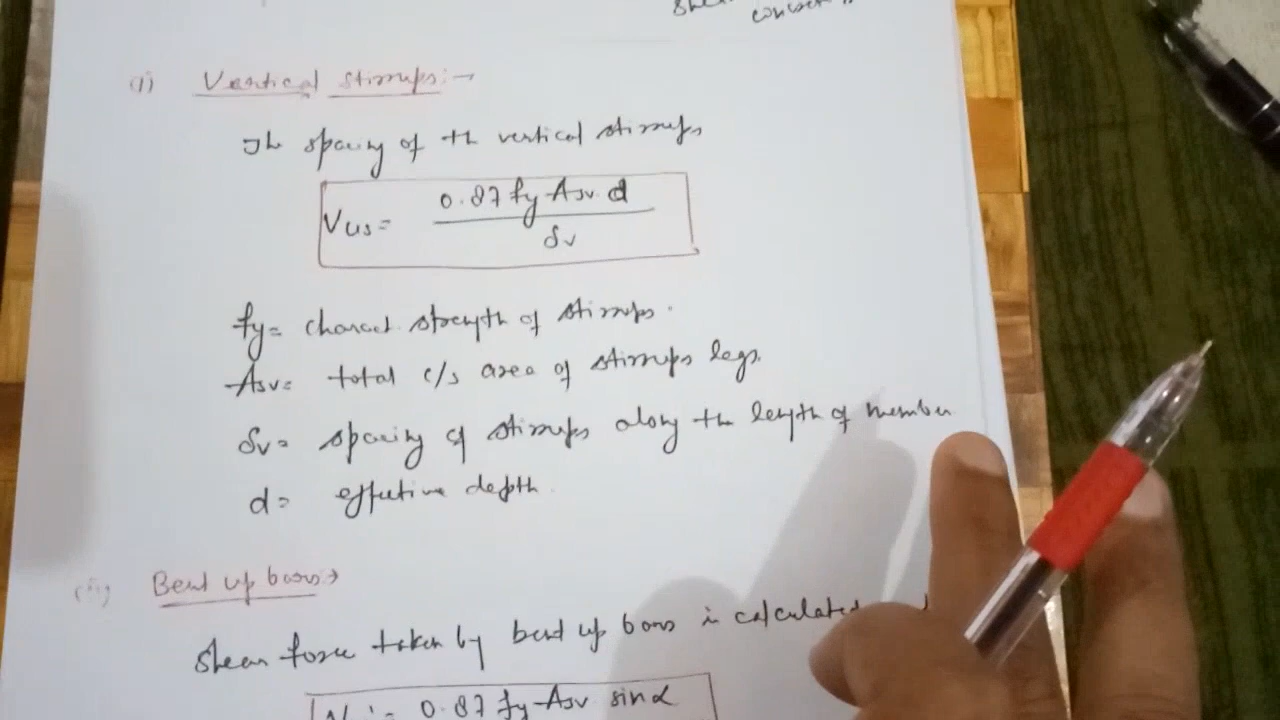 (i) Vertical stirrups:→
The spacing of the vertical stirrups
Vus = 0.87 fy Asv. d / Sv
fy = charact. strength of stirrups.
Asv = total c/s area of stirrups legs.
Sv = spacing of stirrups along the length of member
d = effective depth.
(ii) Bent up bars:→
Shear force taken by bend up bars is calculated
= 0.87 fy Asv sinα